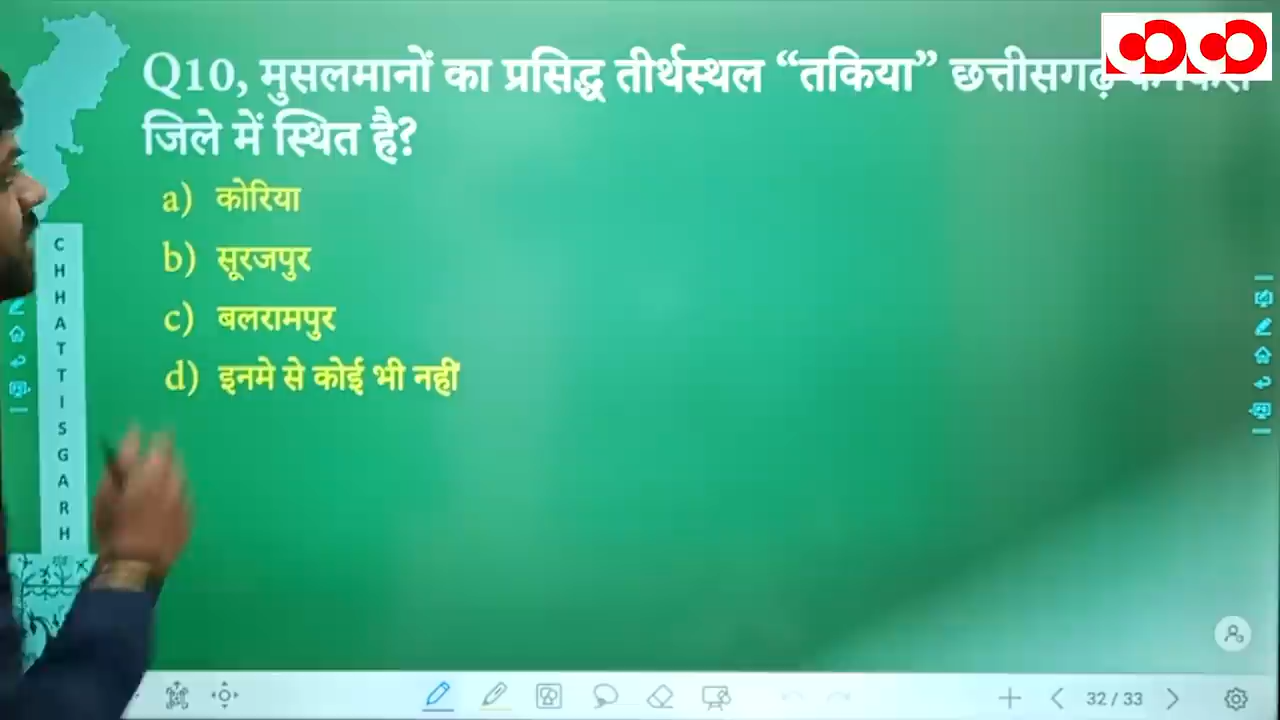 Q10, मुसलमानों का प्रसिद्ध तीर्थस्थल “तकिया” छत्तीसगढ़
जिले में स्थित है?
a) कोरिया
b) सूरजपुर
c) बलरामपुर
d) इनमे से कोई भी नहीं
CHHATTISGARH
32 / 33